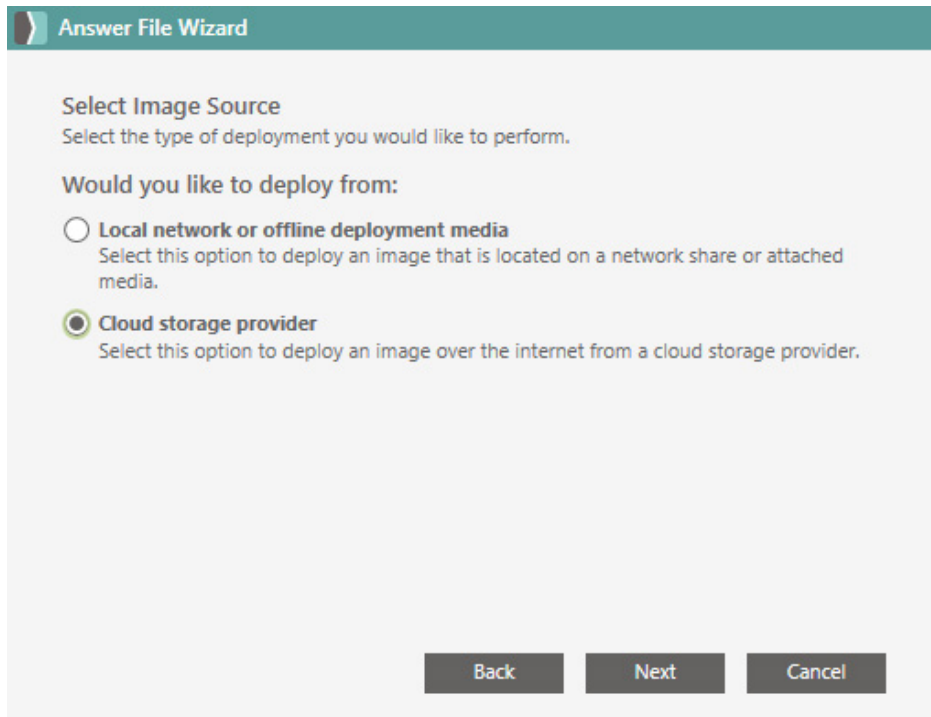 Answer File Wizard
Select Image Source
Select the type of deployment you would like to perform.
Would you like to deploy from:
Local network or offline deployment media
Select this option to deploy an image that is located on a network share or attached
media.
Cloud storage provider
Select this option to deploy an image over the internet from a cloud storage provider.
Back Next Cancel